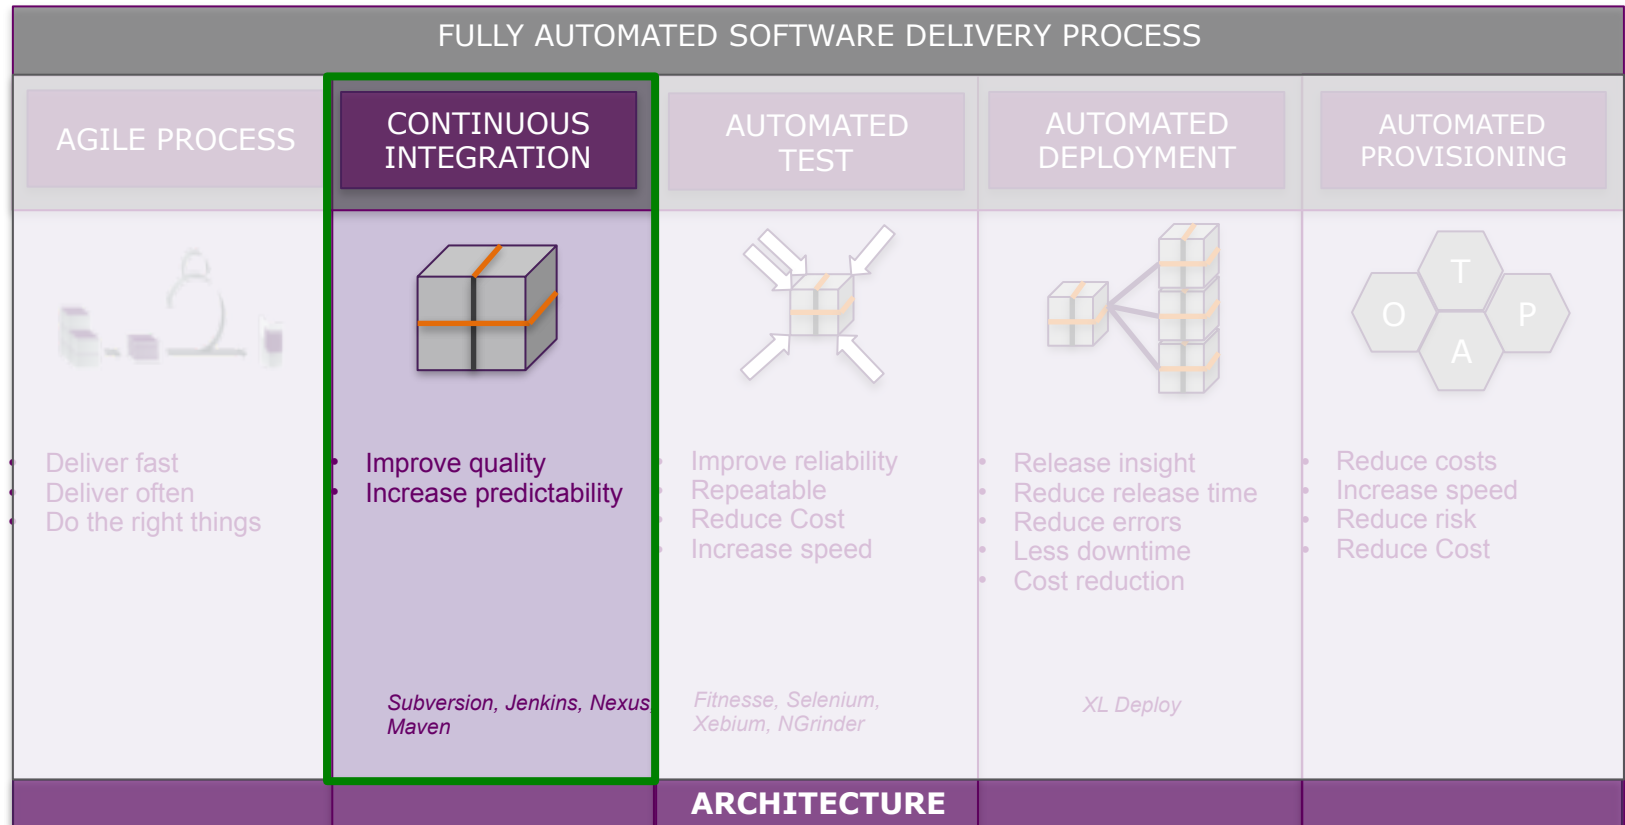 FULLY AUTOMATED SOFTWARE DELIVERY PROCESS
AGILE PROCESS
CONTINUOUS
INTEGRATION
AUTOMATED
TEST
AUTOMATED
DEPLOYMENT
AUTOMATED
PROVISIONING
T
O
P
A
• Deliver fast
• Deliver often
• Do the right things
• Improve quality
• Increase predictability
Subversion, Jenkins, Nexus,
Maven
• Improve reliability
• Repeatable
• Reduce Cost
• Increase speed
Fitnesse, Selenium,
Xebium, NGrinder
• Release insight
• Reduce release time
• Reduce errors
• Less downtime
• Cost reduction
XL Deploy
• Reduce costs
• Increase speed
• Reduce risk
• Reduce Cost
ARCHITECTURE